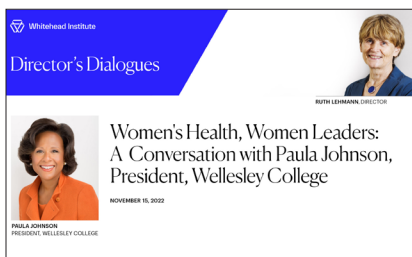 Whitehead Institute
Director's Dialogues
RUTH LEHMANN, DIRECTOR
Women's Health, Women Leaders:
A Conversation with Paula Johnson,
President, Wellesley College
NOVEMBER 15, 2022
PAULA JOHNSON
PRESIDENT, WELLESLEY COLLEGE